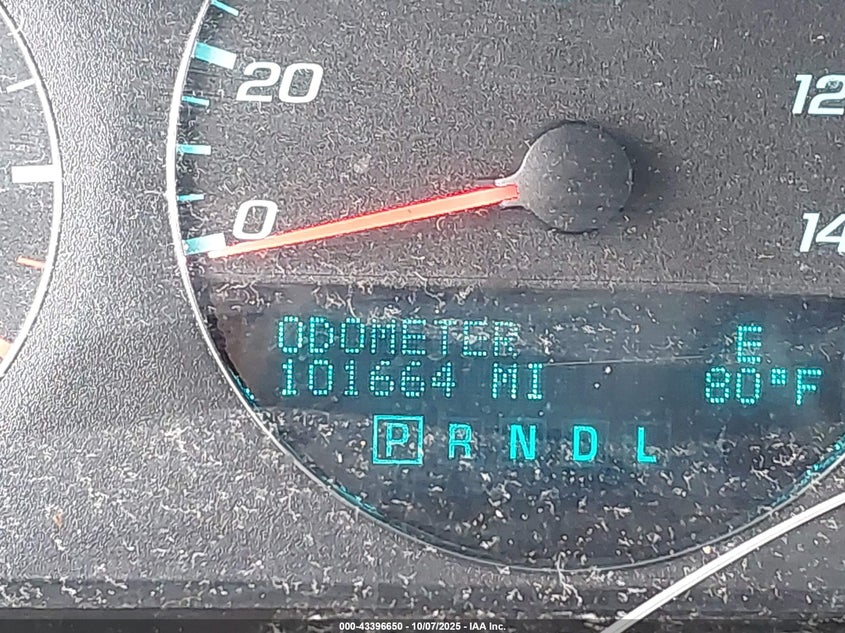 20
0
12
14
ODOMETER E
101664 MI 80°F
P R N D L
000-43396650 - 10/07/2025 - IAA Inc.